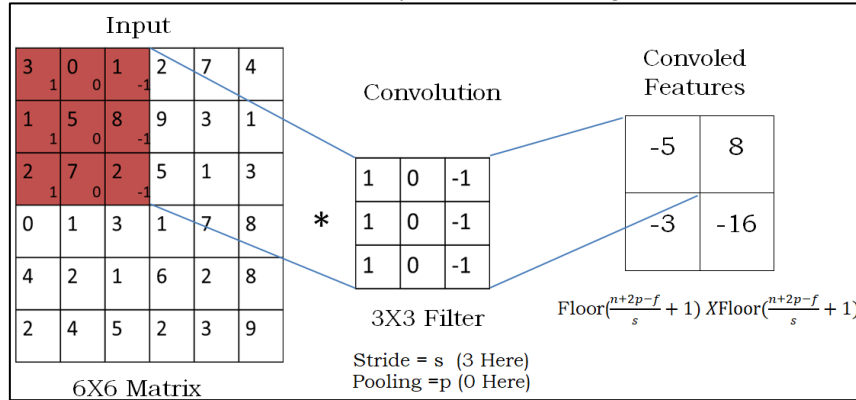 Input
3 0 1 2 7 4
1 0 -1
1 5 8 9 3 1
1 0 -1
2 7 2 5 1 3
1 0 -1
0 1 3 1 7 8
4 2 1 6 2 8
2 4 5 2 3 9
6X6 Matrix
*
Convolution
1 0 -1
1 0 -1
1 0 -1
3X3 Filter
Stride = s (3 Here)
Pooling =p (0 Here)
Convoled
Features
-5 8
-3 -16
Floor(\frac{n+2p-f}{s} + 1) XFloor(\frac{n+2p-f}{s} + 1)